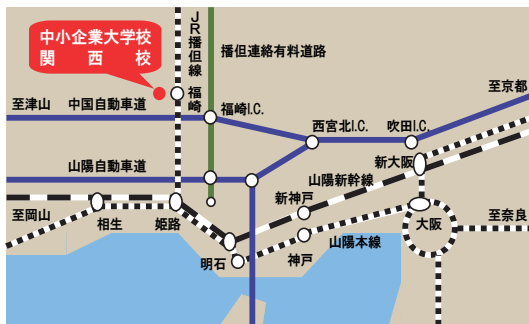 中小企業大学校
関西校
JR播但線
播但連絡有料道路
至京都
福崎
至津山
中国自動車道
福崎I.C.
西宮北I.C.
吹田I.C.
新大阪
山陽自動車道
山陽新幹線
新神戸
至岡山
相生
姫路
大阪
至奈良
山陽本線
明石
神戸